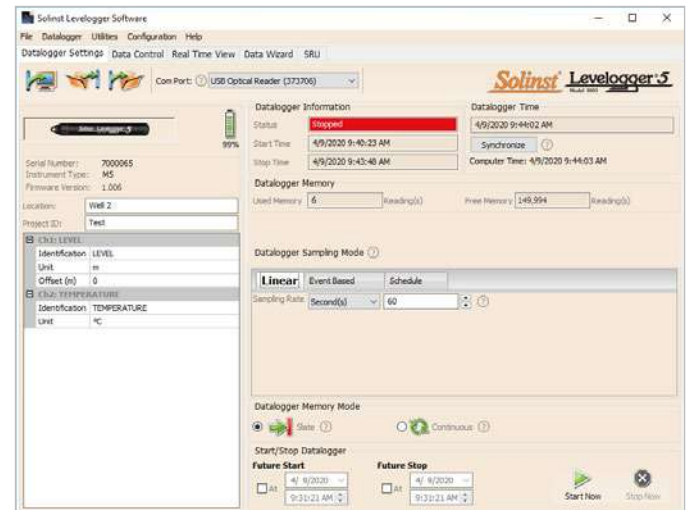 Solinst Levelogger Software
File Datalogger Utilities Configuration Help
Datalogger Settings Data Control Real Time View Data Wizard SRU
Com Port: USB Optical Reader (373706)
Solinst Levelogger 5
99%
Datalogger Information
Status Stopped
Start Time 4/9/2020 9:40:23 AM
Stop Time 4/9/2020 9:43:48 AM
Datalogger Time
4/9/2020 9:44:02 AM
Synchronize
Computer Time: 4/9/2020 9:44:03 AM
Serial Number: 7000065
Instrument Type: M5
Firmware Version: 1.006
Location: Well 2
Project ID: Test
Ch1: LEVEL
Identification LEVEL
Unit m
Offset (m) 0
Ch2: TEMPERATURE
Identification TEMPERATURE
Unit °C
Datalogger Memory
Used Memory 6 Reading(s) Free Memory 149,994 Reading(s)
Datalogger Sampling Mode
Linear Event Based Schedule
Sampling Rate Second(s) 60
Datalogger Memory Mode
Slate Continuous
Start/Stop Datalogger
Future Start Future Stop
At 4/ 9/2020 At 4/ 9/2020
9:31:21 AM 9:31:21 AM
Start Now Stop Now